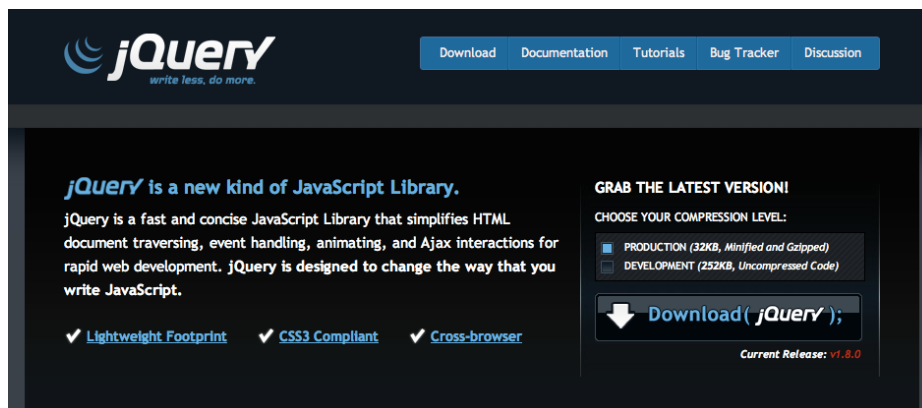 jQuery
write less, do more.
Download Documentation Tutorials Bug Tracker Discussion
jQuery is a new kind of JavaScript Library.
jQuery is a fast and concise JavaScript Library that simplifies HTML
document traversing, event handling, animating, and Ajax interactions for
rapid web development. jQuery is designed to change the way that you
write JavaScript.
Lightweight Footprint CSS3 Compliant Cross-browser
GRAB THE LATEST VERSION!
CHOOSE YOUR COMPRESSION LEVEL:
PRODUCTION (32KB, Minified and Gzipped)
DEVELOPMENT (252KB, Uncompressed Code)
Download( jQuery );
Current Release: v1.8.0